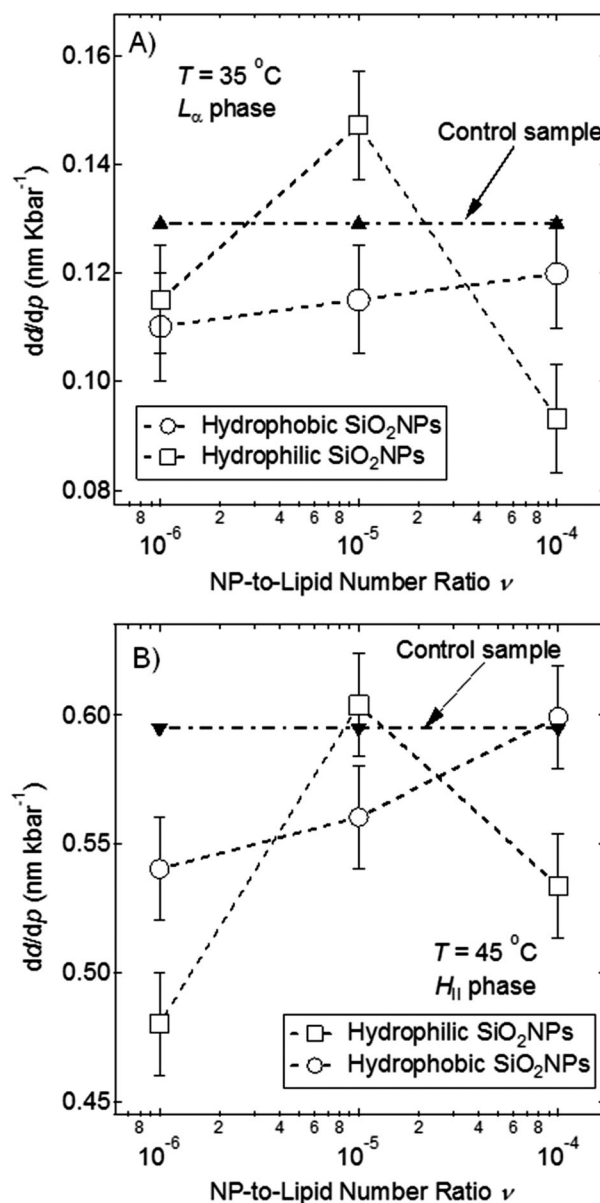 A)
T = 35 °C
Lα phase
Control sample
0.16
0.14
0.12
0.10
0.08
dd/dp (nm Kbar⁻¹)
Hydrophobic SiO₂NPs
Hydrophilic SiO₂NPs
8 2 4 6 8 2 4 6 8
10⁻⁶ 10⁻⁵ 10⁻⁴
NP-to-Lipid Number Ratio ν
B)
Control sample
0.60
0.55
0.50
0.45
dd/dp (nm kbar⁻¹)
T = 45 °C
HII phase
Hydrophilic SiO₂NPs
Hydrophobic SiO₂NPs
8 2 4 6 8 2 4 6 8
10⁻⁶ 10⁻⁵ 10⁻⁴
NP-to-Lipid Number Ratio ν